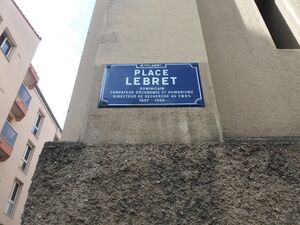 PLACE
LEBRET
DOMINICAIN
FONDATEUR D'ÉCONOMIE ET HUMANISME
DIRECTEUR DE RECHERCHE AU CNRS
1897 - 1966